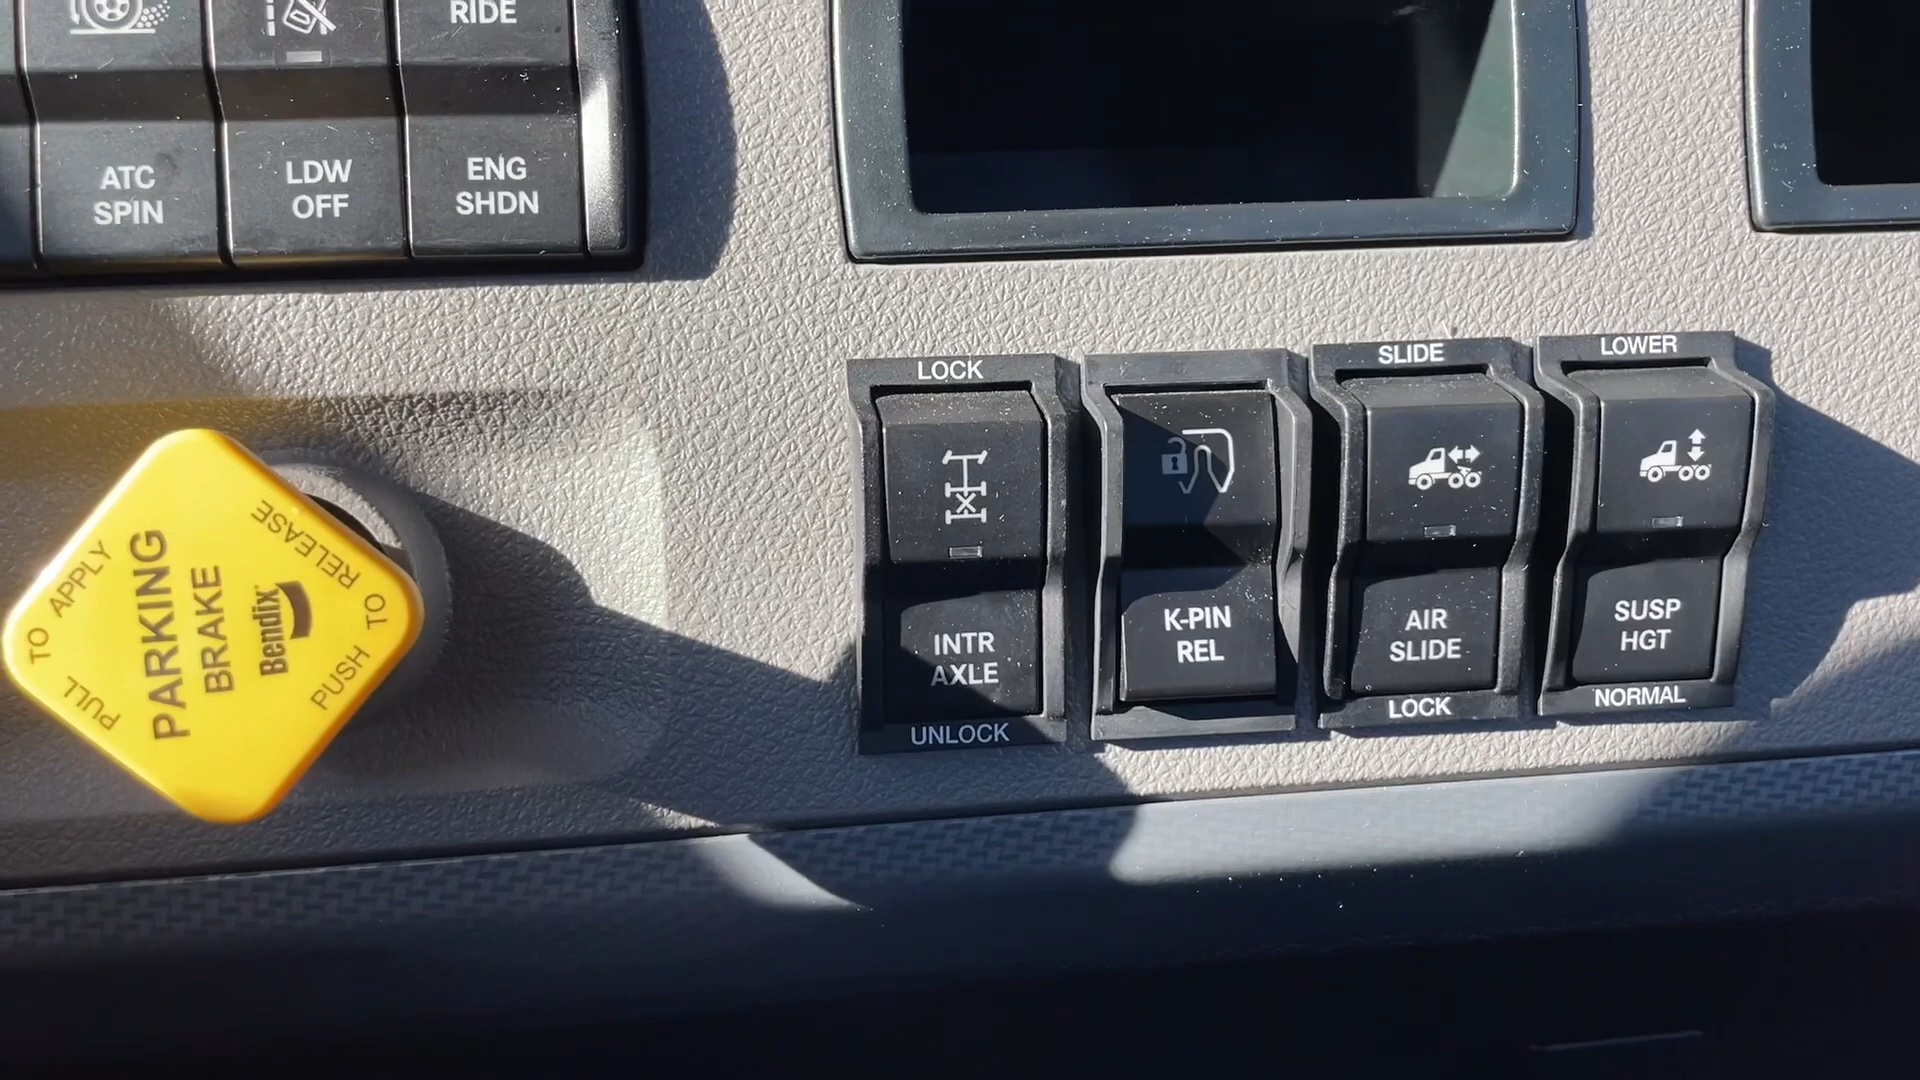 RIDE
ATC
SPIN
LDW
OFF
ENG
SHDN
PULL TO APPLY
PARKING
BRAKE
Bendix
PUSH TO RELEASE
LOCK
INTR
AXLE
UNLOCK
K-PIN
REL
SLIDE
AIR
SLIDE
LOCK
LOWER
SUSP
HGT
NORMAL